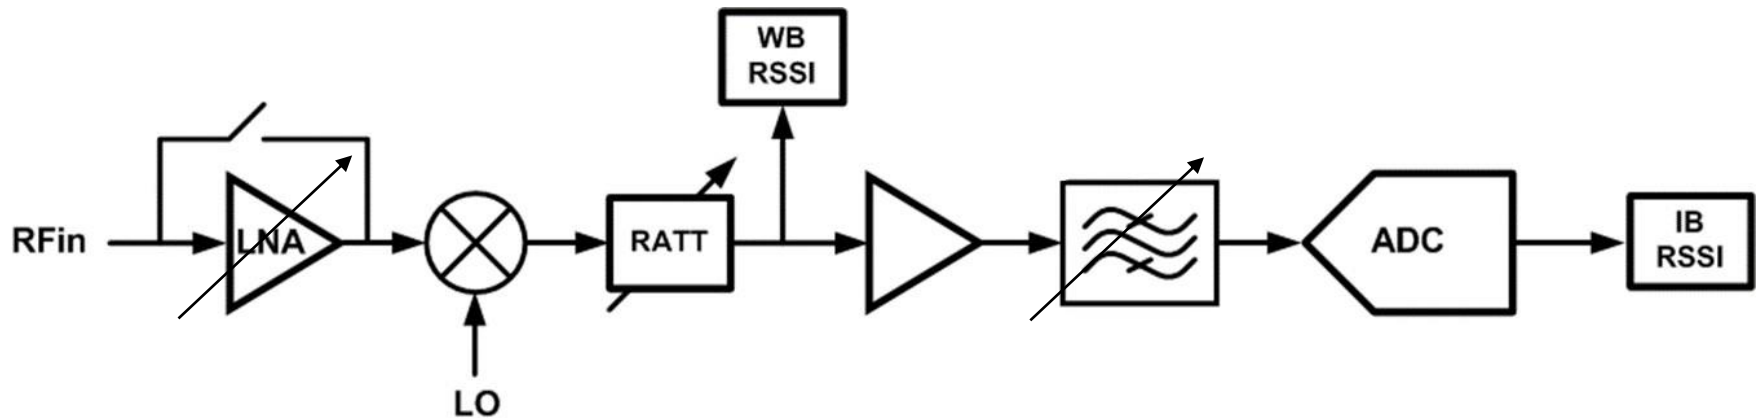 WB
RSSI
RFin
LNA
RATT
ADC
IB
RSSI
LO